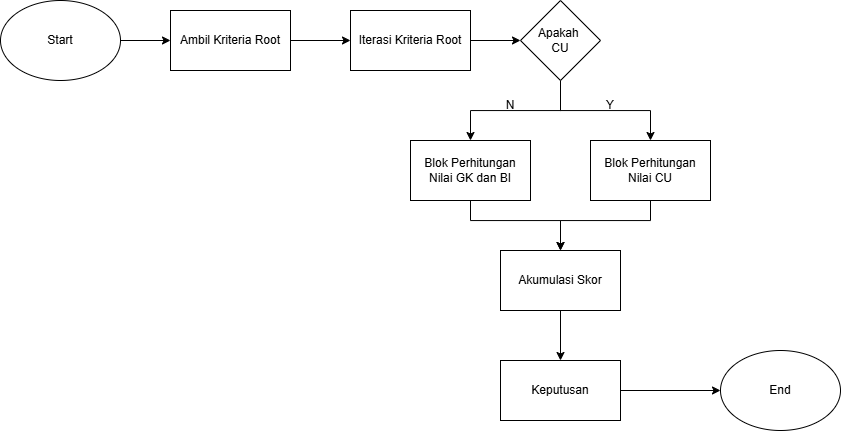 Start
Ambil Kriteria Root
Iterasi Kriteria Root
Apakah
CU
N
Y
Blok Perhitungan
Nilai GK dan BI
Blok Perhitungan
Nilai CU
Akumulasi Skor
Keputusan
End